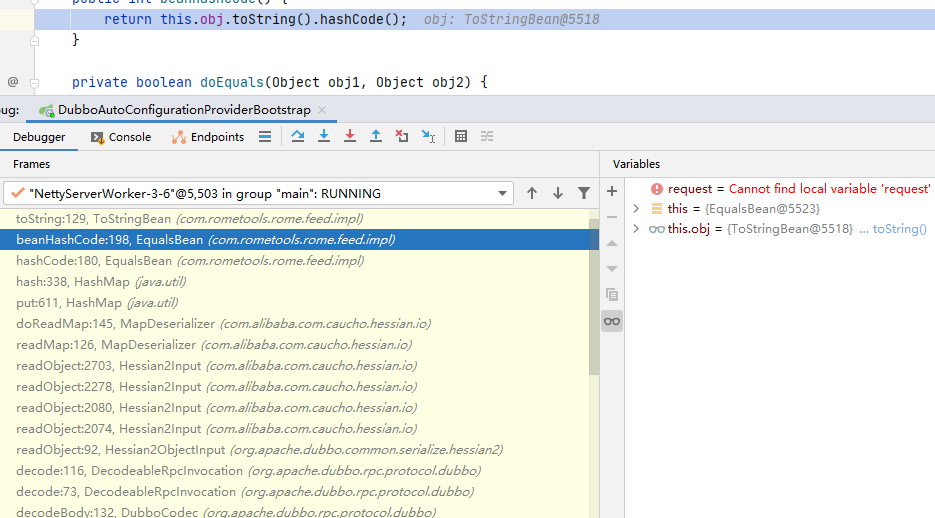 public int beanHashCode() {
return this.obj.toString().hashCode(); obj: ToStringBean@5518
}
@ private boolean doEquals(Object obj1, Object obj2) {
bug: DubboAutoConfigurationProviderBootstrap ×
Debugger Console Endpoints
Frames Variables
"NettyServerWorker-3-6"@5,503 in group "main": RUNNING
request = Cannot find local variable 'request'
this = {EqualsBean@5523}
this.obj = {ToStringBean@5518} ... toString()
toString:129, ToStringBean (com.rometools.rome.feed.impl)
beanHashCode:198, EqualsBean (com.rometools.rome.feed.impl)
hashCode:180, EqualsBean (com.rometools.rome.feed.impl)
hash:338, HashMap (java.util)
put:611, HashMap (java.util)
doReadMap:145, MapDeserializer (com.alibaba.com.caucho.hessian.io)
readMap:126, MapDeserializer (com.alibaba.com.caucho.hessian.io)
readObject:2703, Hessian2Input (com.alibaba.com.caucho.hessian.io)
readObject:2278, Hessian2Input (com.alibaba.com.caucho.hessian.io)
readObject:2080, Hessian2Input (com.alibaba.com.caucho.hessian.io)
readObject:2074, Hessian2Input (com.alibaba.com.caucho.hessian.io)
readObject:92, Hessian2ObjectInput (org.apache.dubbo.common.serialize.hessian2)
decode:116, DecodeableRpcInvocation (org.apache.dubbo.rpc.protocol.dubbo)
decode:73, DecodeableRpcInvocation (org.apache.dubbo.rpc.protocol.dubbo)
decodeBody:132, DubboCodec (org.apache.dubbo.rpc.protocol.dubbo)